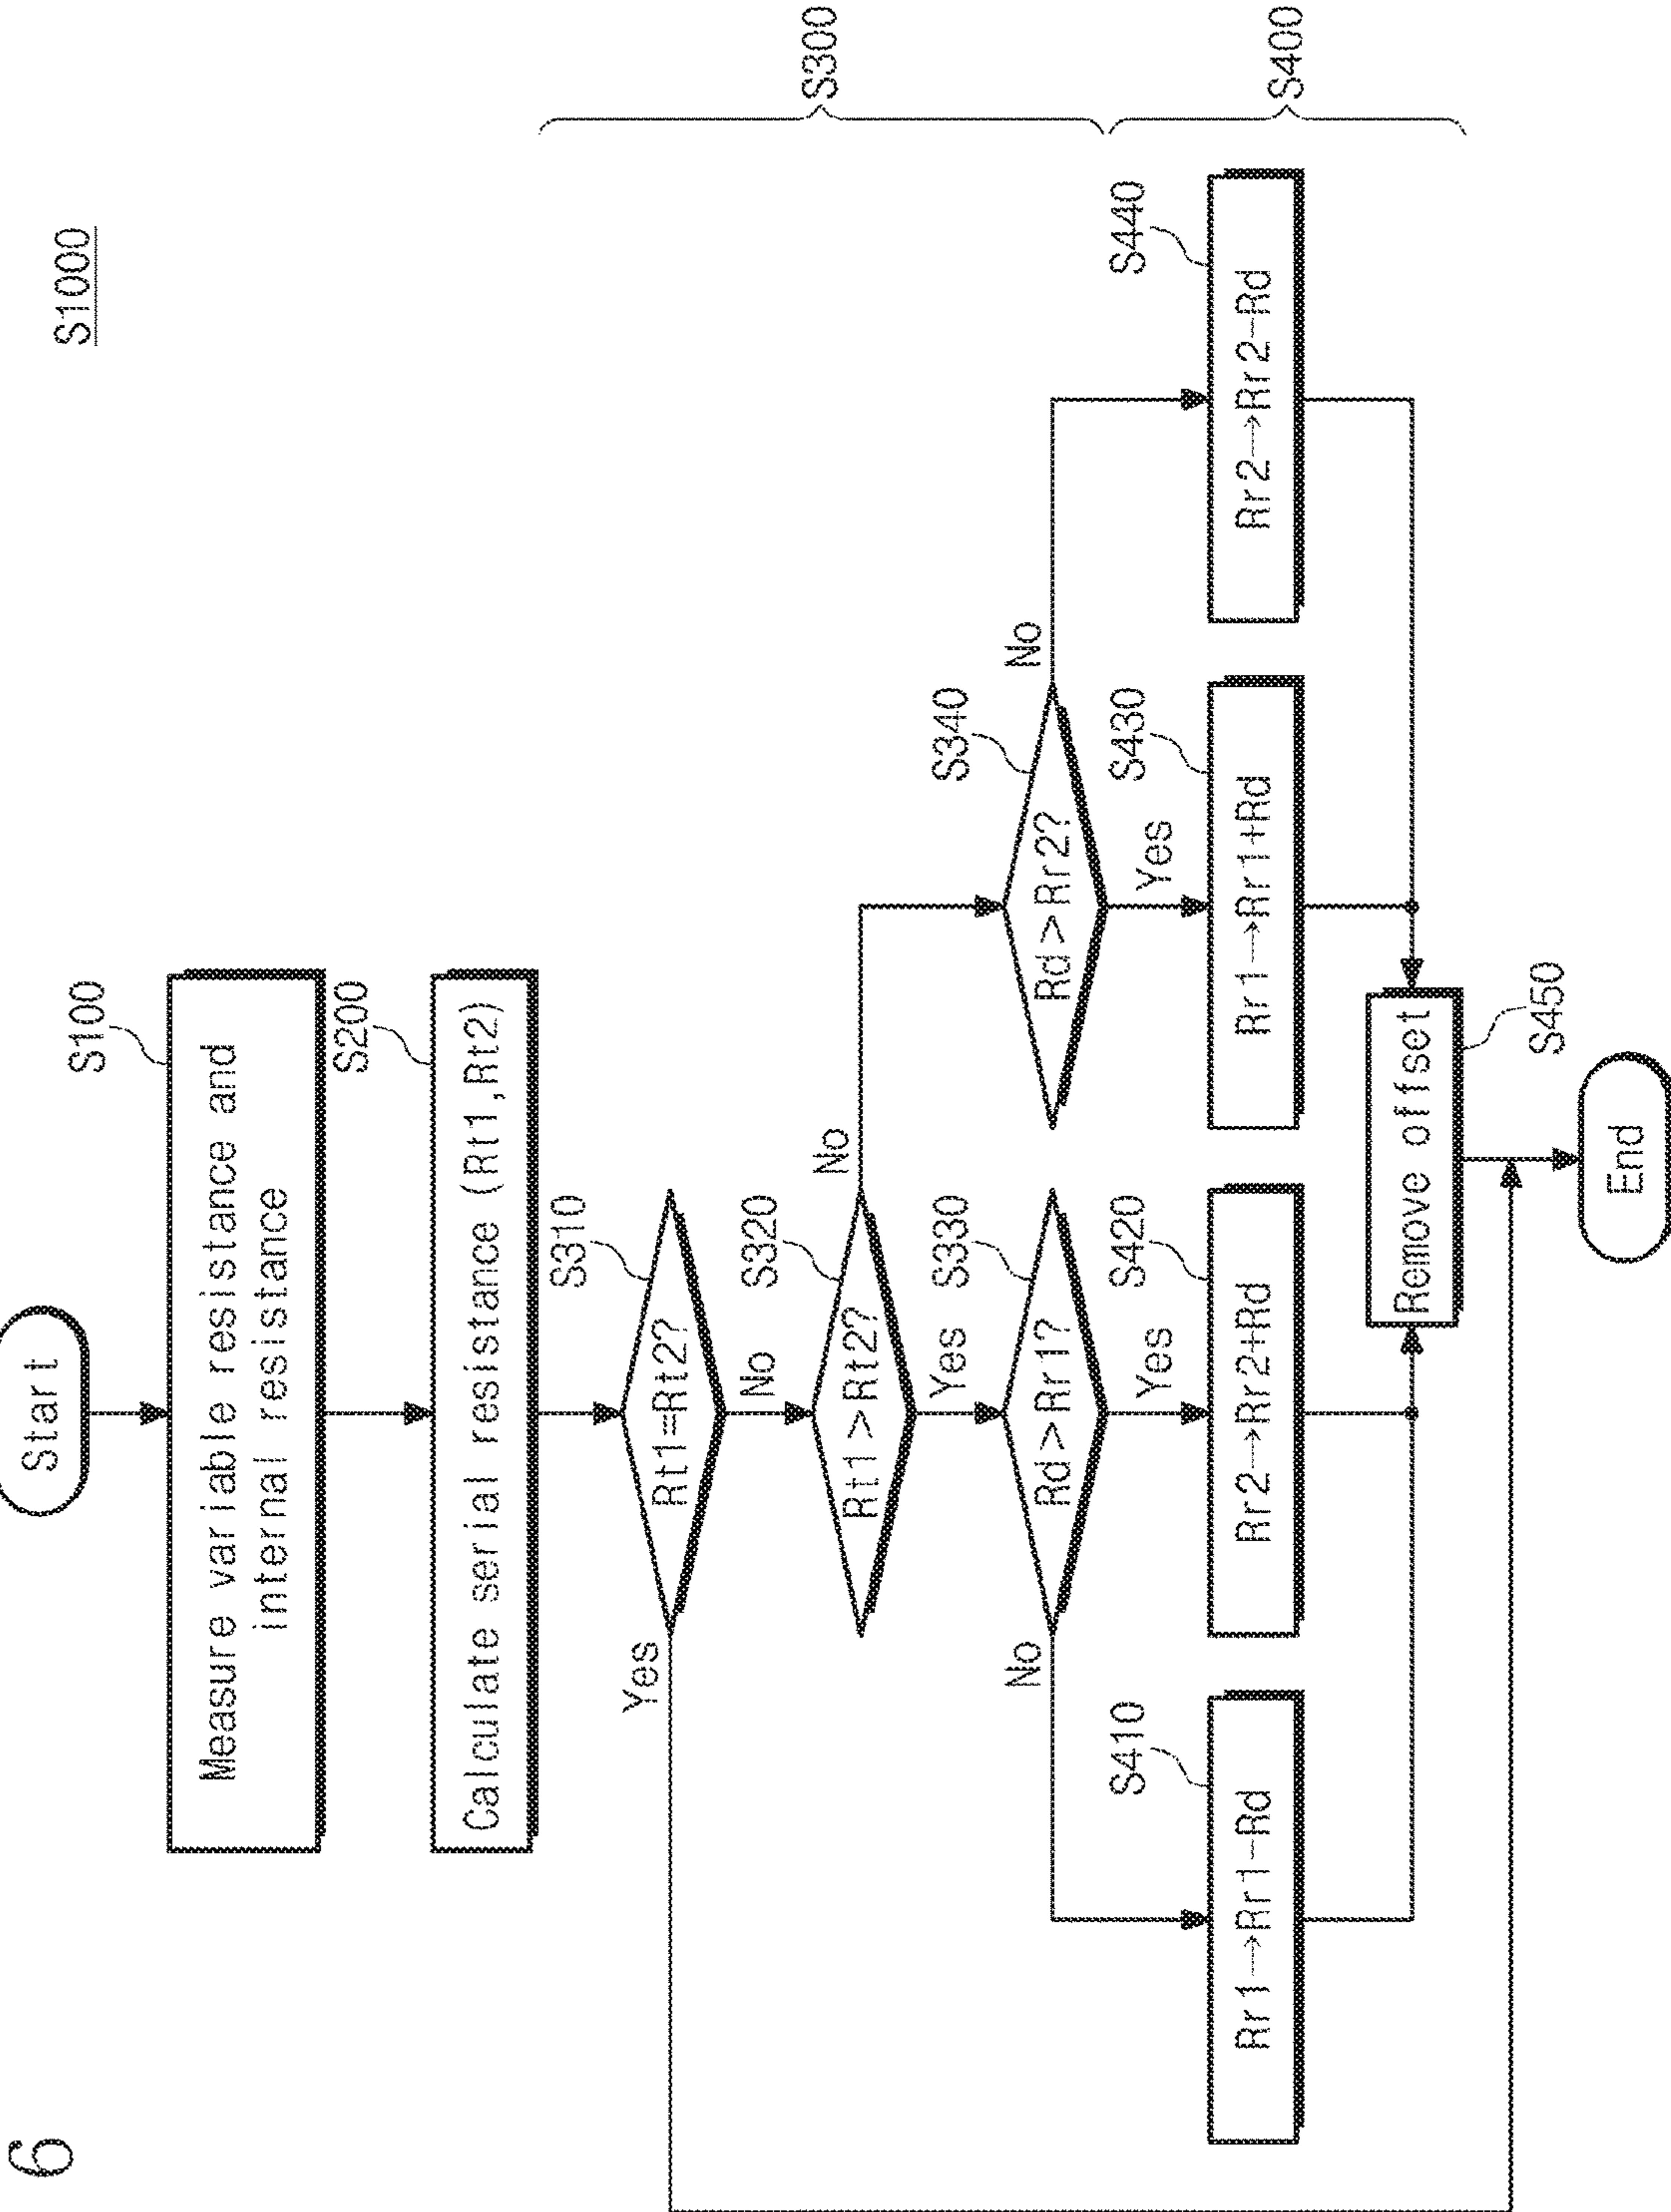 6
S1000
Start
S100
Measure variable resistance and
internal resistance
S200
Calculate serial resistance (Rt1,Rt2)
S310
Rt1=Rt2?
Yes
No
S320
Rt1>Rt2?
No
Yes
S330
Rd>Rr1?
No
Yes
S340
Rd>Rr2?
No
Yes
S300
S410
Rr1→Rr1-Rd
S420
Rr2→Rr2+Rd
S430
Rr1→Rr1+Rd
S440
Rr2→Rr2-Rd
S400
Remove offset
S450
End